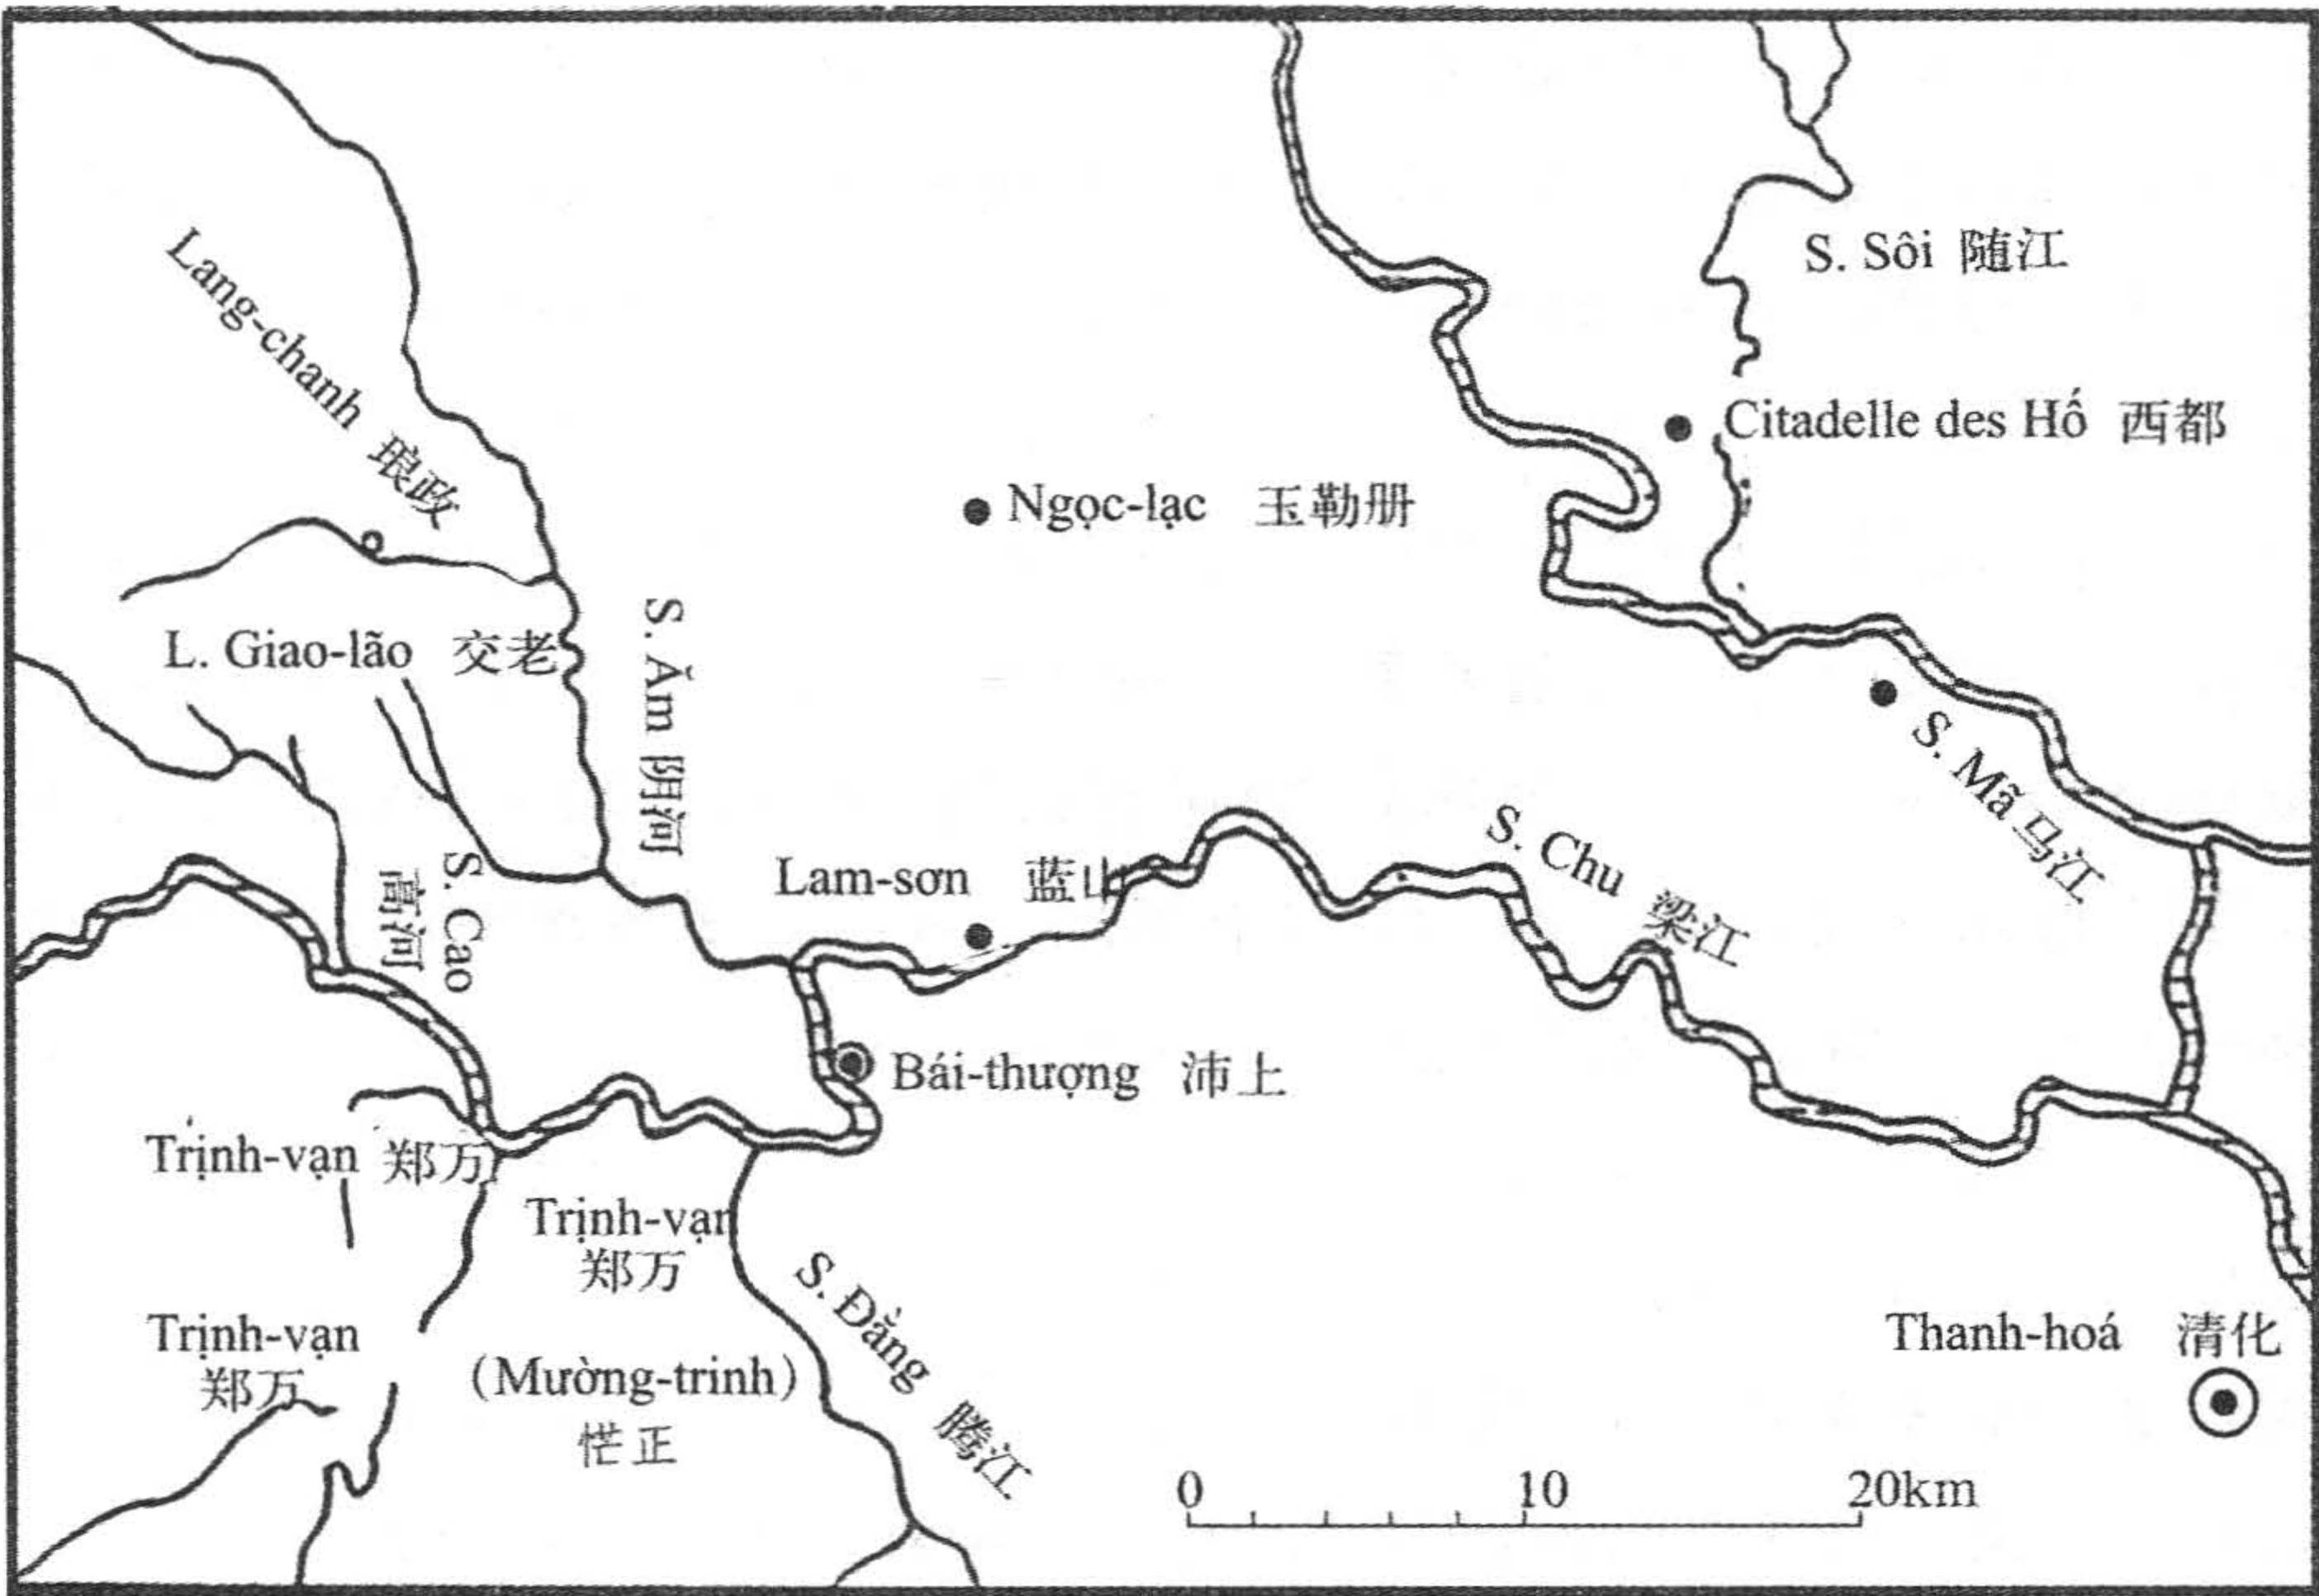 S. Sôi 随江
Lang-chanh 琅政
Citadelle des Hố 西都
Ngọc-lạc 玉勒册
L. Giao-lão 交老
S. Ăm 阴河
S. Mã 马江
S. Chu 梁江
Lam-sơn 蓝山
S. Cao
高河
Bái-thượng 沛上
Trịnh-vạn 郑万
Trịnh-vạn
郑万
S. Đằng 腾江
Trịnh-vạn
郑万
(Mường-trinh)
恾正
Thanh-hoá 清化
0 10 20km